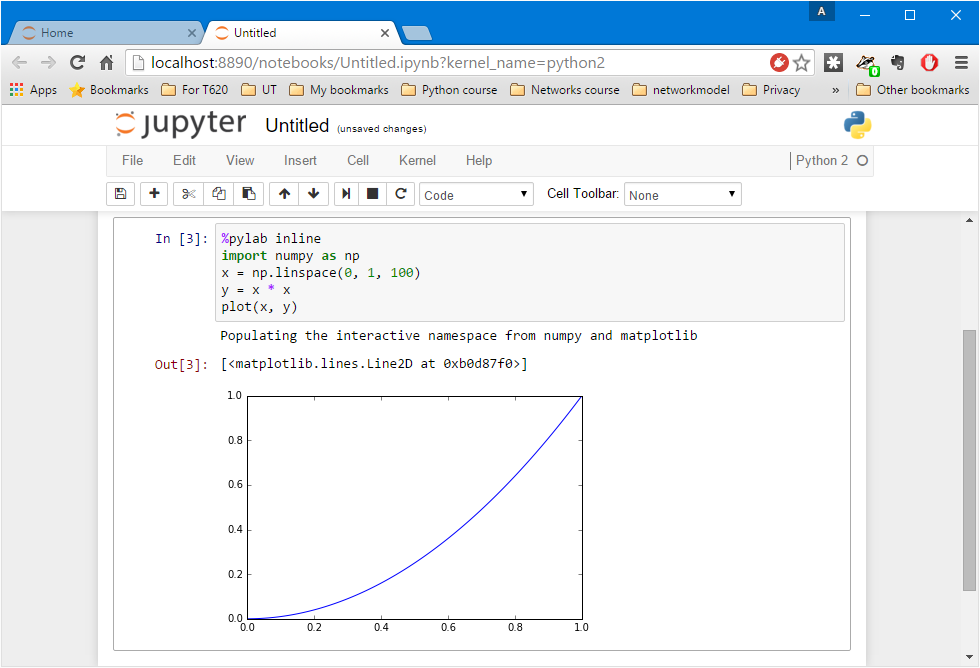 A
Home
Untitled
localhost:8890/notebooks/Untitled.ipynb?kernel_name=python2
0
Apps Bookmarks For T620 UT My bookmarks Python course Networks course networkmodel Privacy » Other bookmarks
jupyter Untitled (unsaved changes)
File Edit View Insert Cell Kernel Help Python 2
Code Cell Toolbar: None
In [3]: %pylab inline
import numpy as np
x = np.linspace(0, 1, 100)
y = x * x
plot(x, y)
Populating the interactive namespace from numpy and matplotlib
Out[3]: [<matplotlib.lines.Line2D at 0xb0d87f0>]
1.0
0.8
0.6
0.4
0.2
0.0
0.0 0.2 0.4 0.6 0.8 1.0